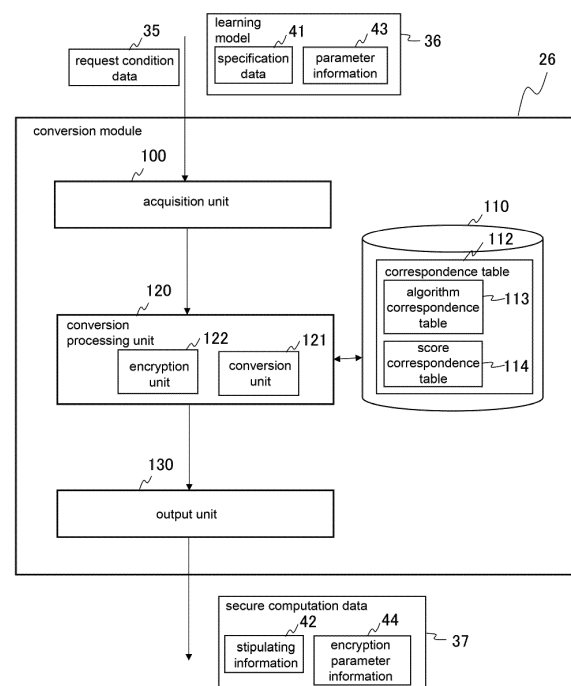 35
request condition
data
learning
model
41
specification
data
43
parameter
information
36
26
conversion module
100
acquisition unit
110
112
correspondence table
algorithm
correspondence
table
113
score
correspondence
table
114
120
conversion
processing unit
122
encryption
unit
121
conversion
unit
130
output unit
secure computation data
42
stipulating
information
44
encryption
parameter
information
37